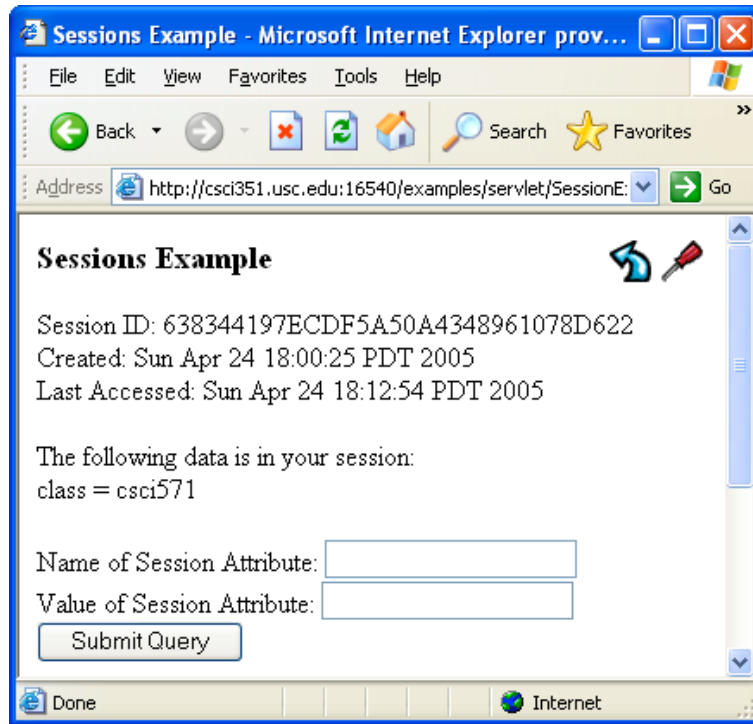 Sessions Example - Microsoft Internet Explorer prov...
File Edit View Favorites Tools Help
Back Search Favorites »
Address http://csci351.usc.edu:16540/examples/servlet/SessionE: Go
Sessions Example
Session ID: 638344197ECDF5A50A4348961078D622
Created: Sun Apr 24 18:00:25 PDT 2005
Last Accessed: Sun Apr 24 18:12:54 PDT 2005
The following data is in your session:
class = csci571
Name of Session Attribute:
Value of Session Attribute:
Submit Query
Done Internet